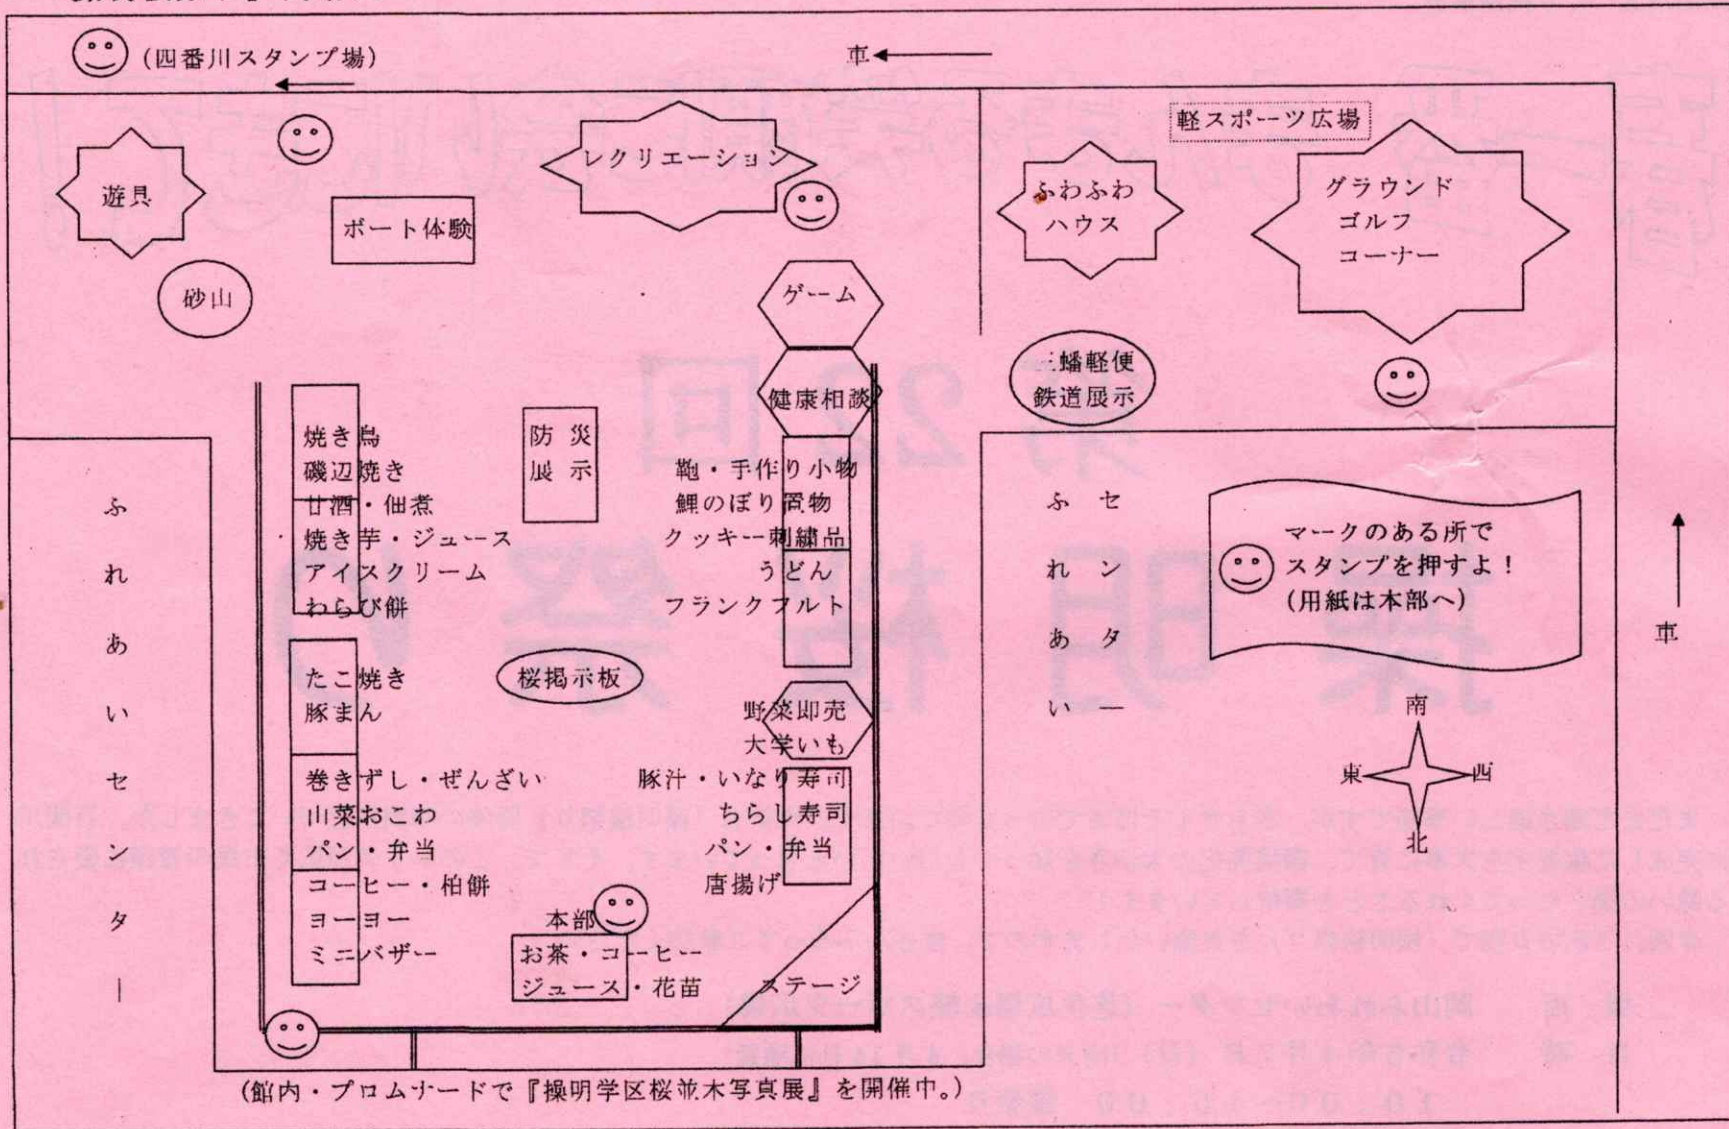 (四番川スタンプ場)
車
軽スポーツ広場
遊具
レクリエーション
ボート体験
ふわふわ
ハウス
グラウンド
ゴルフ
コーナー
砂山
ゲーム
三蟠軽便
鉄道展示
健康相談
焼き鳥
磯辺焼き
甘酒・佃煮
焼き芋・ジュース
アイスクリーム
わらび餅
防災
展示
鞄・手作り小物
鯉のぼり置物
クッキー刺繍品
うどん
フランクフルト
たこ焼き
豚まん
桜掲示板
野菜即売
大学いも
巻きずし・ぜんざい
山菜おこわ
パン・弁当
コーヒー・柏餅
ヨーヨー
ミニバザー
豚汁・いなり寿司
ちらし寿司
パン・弁当
唐揚げ
本部
お茶・コーヒー
ジュース・花苗
ステージ
ふれあいセンター
ふれあい
センター
マークのある所で
スタンプを押すよ!
(用紙は本部へ)
車
南
東
西
北
(館内・プロムナードで『操明学区桜並木写真展』を開催中。)